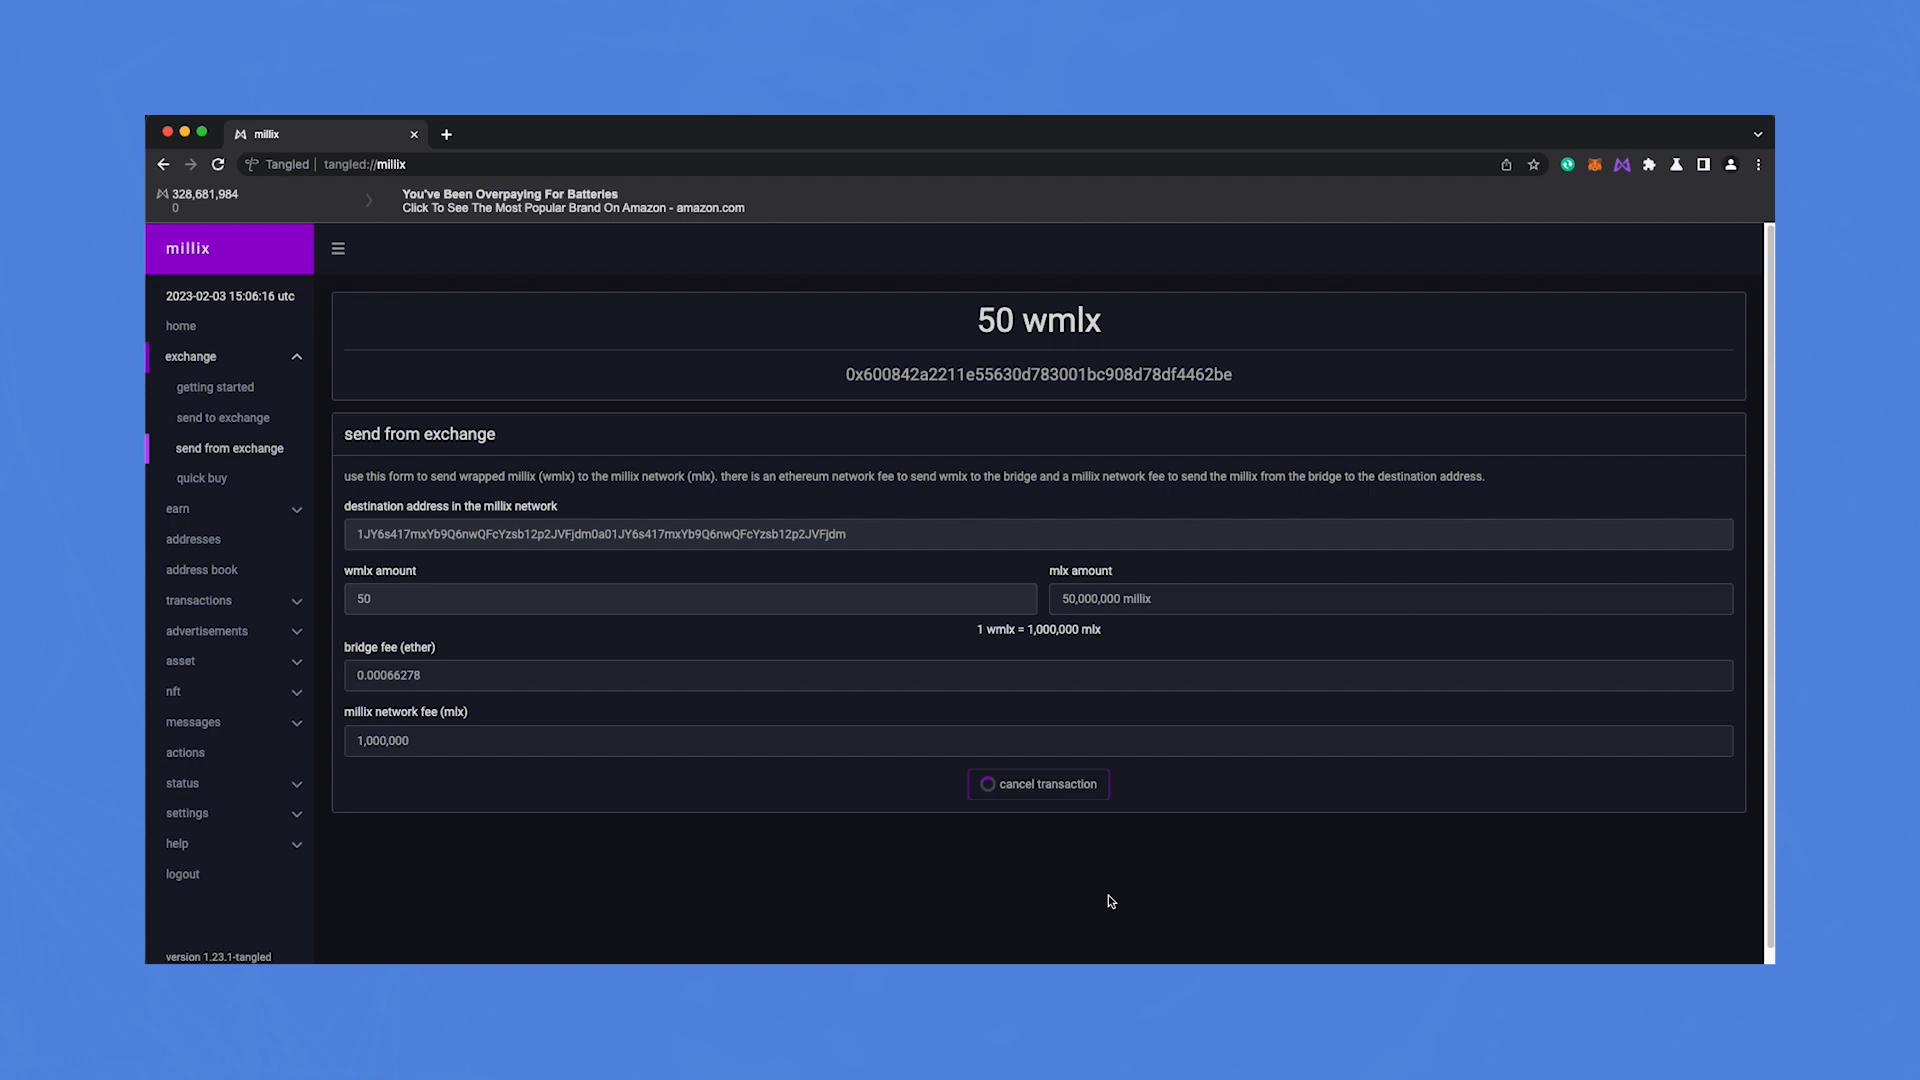 millix
Tangled
tangled://millix
328,681,984
0
You've Been Overpaying For Batteries
Click To See The Most Popular Brand On Amazon - amazon.com
millix
2023-02-03 15:06:16 utc
home
exchange
getting started
send to exchange
send from exchange
quick buy
earn
addresses
address book
transactions
advertisements
asset
nft
messages
actions
status
settings
help
logout
version 1.23.1-tangled
50 wmlx
0x600842a2211e55630d783001bc908d78df4462be
send from exchange
use this form to send wrapped millix (wmlx) to the millix network (mlx). there is an ethereum network fee to send wmlx to the bridge and a millix network fee to send the millix from the bridge to the destination address.
destination address in the millix network
1JY6s417mxYb9Q6nwQFcYzsb12p2JVFjdm0a01JY6s417mxYb9Q6nwQFcYzsb12p2JVFjdm
wmlx amount
50
mlx amount
50,000,000 millix
1 wmlx = 1,000,000 mlx
bridge fee (ether)
0.00066278
millix network fee (mlx)
1,000,000
cancel transaction